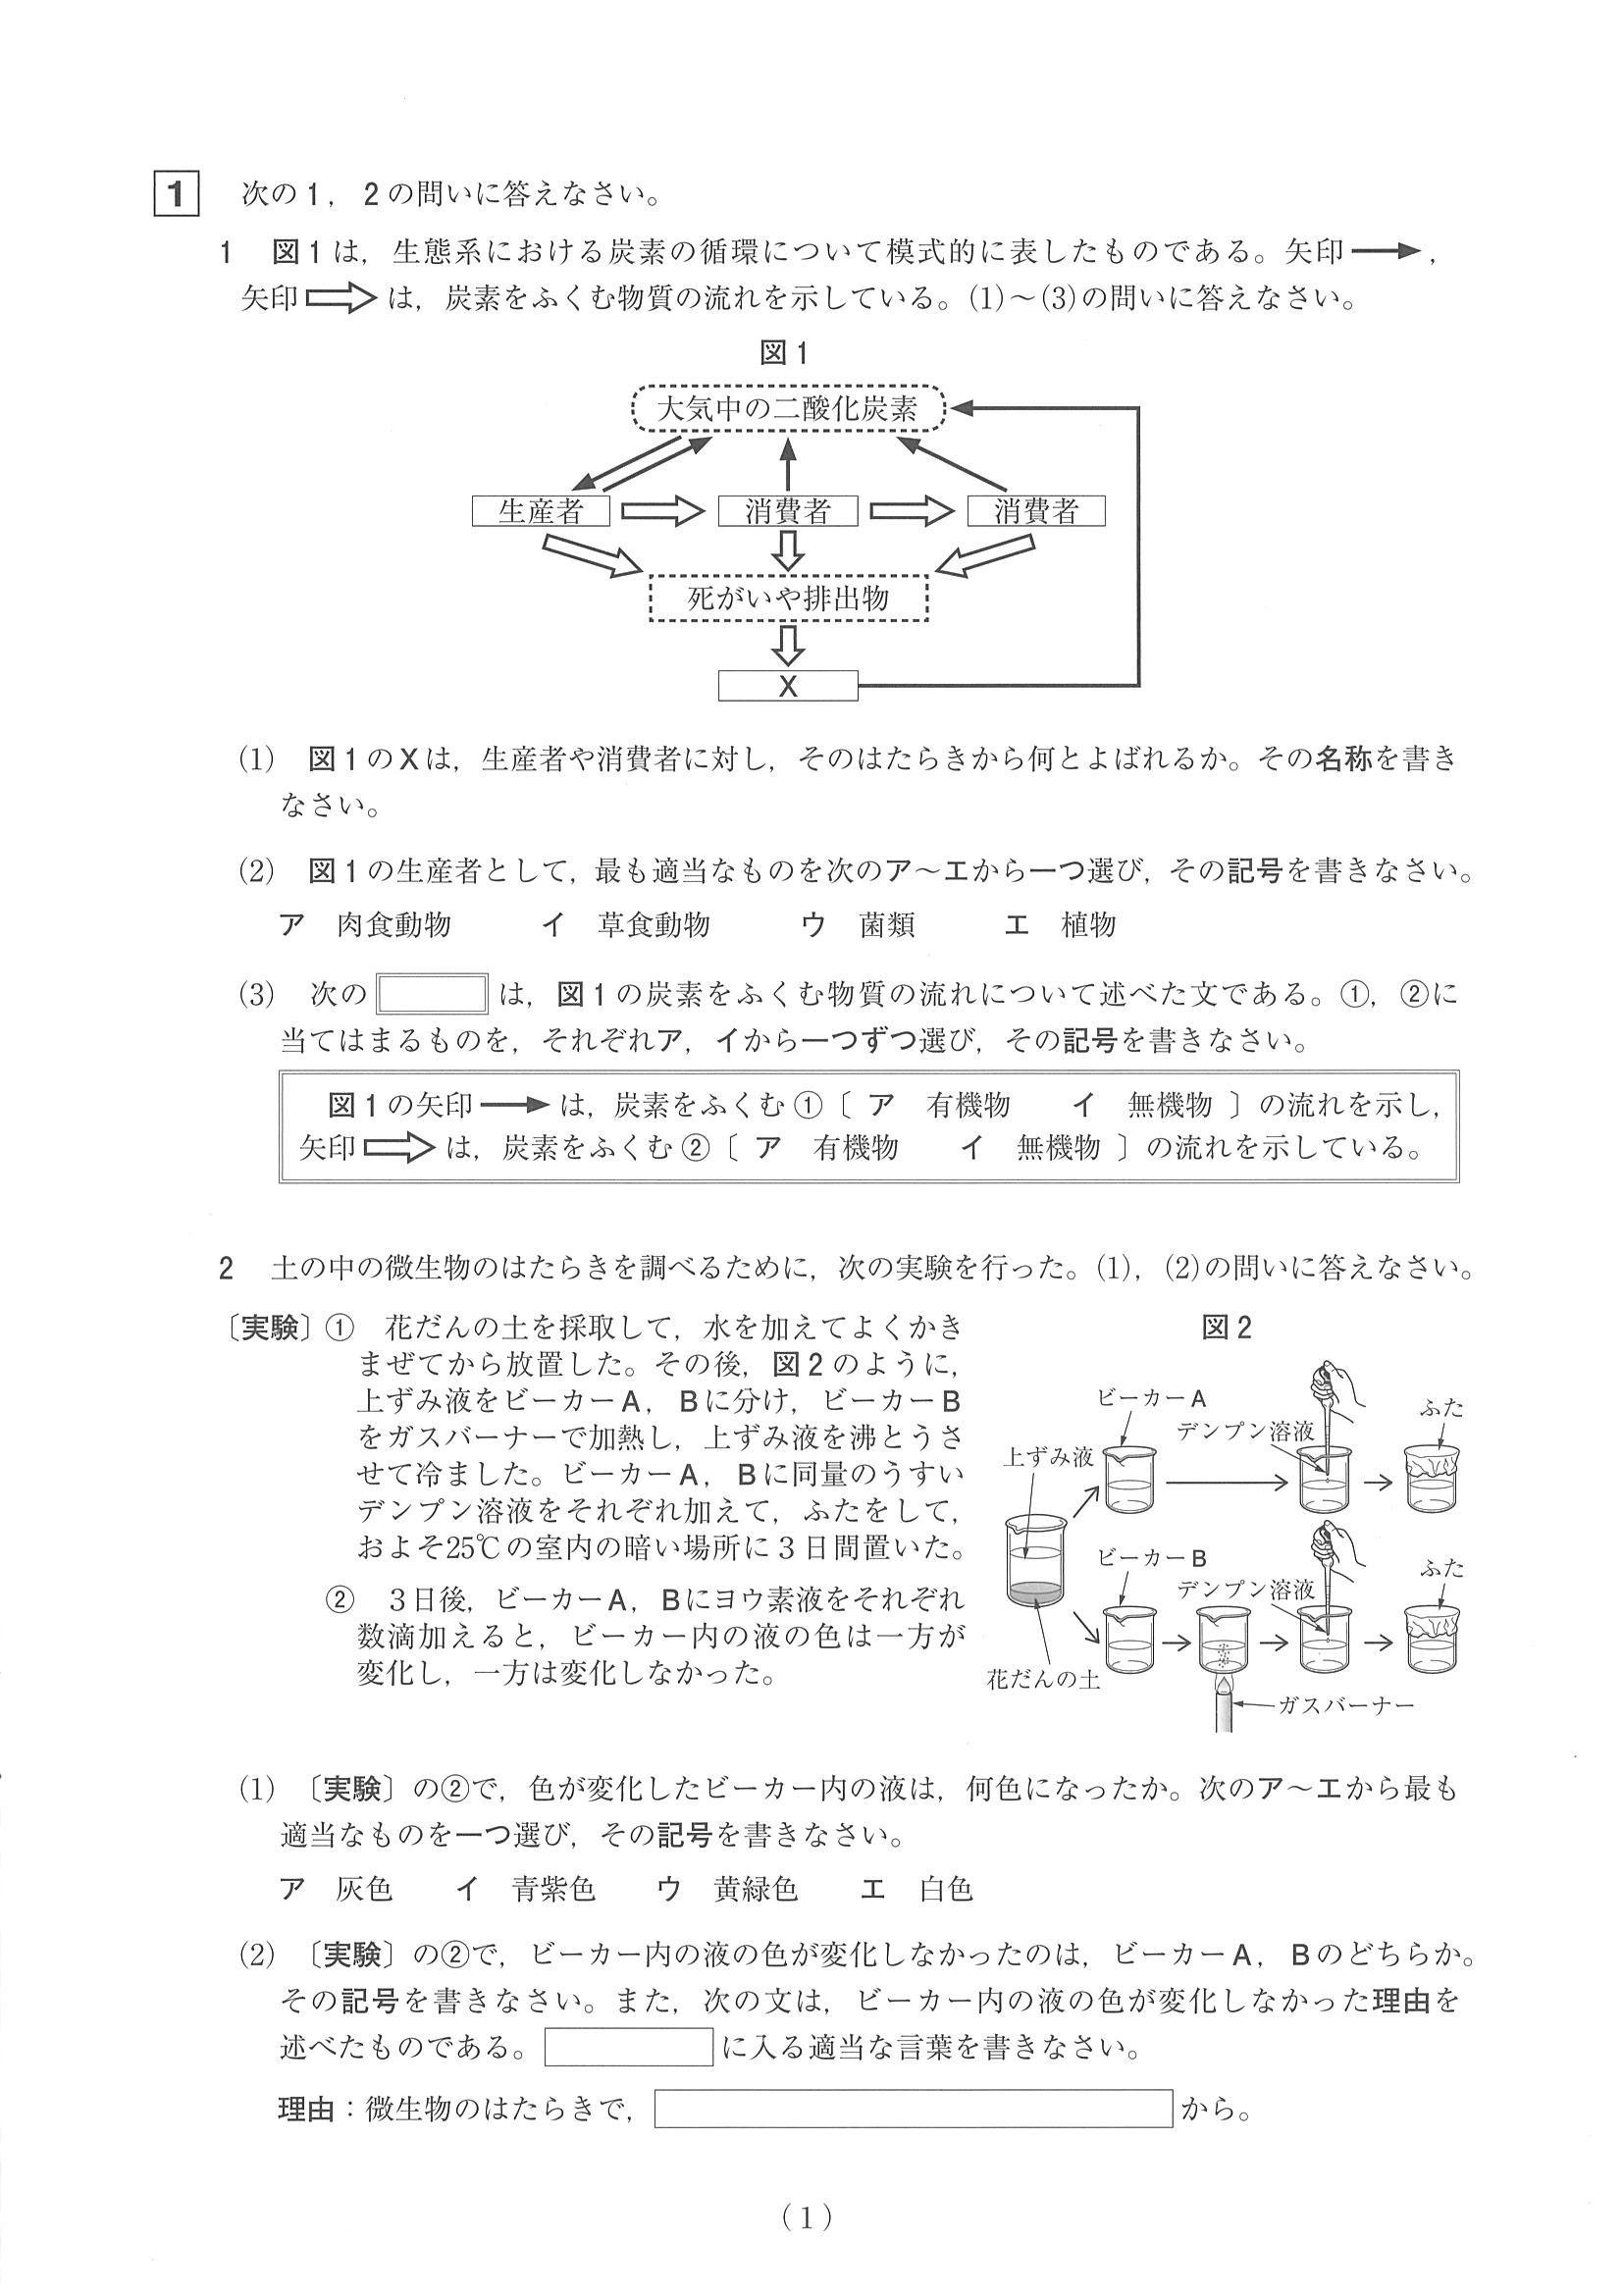 1 次の1，2の問いに答えなさい。
1 図1は，生態系における炭素の循環について模式的に表したものである。矢印→，
矢印⇨は，炭素をふくむ物質の流れを示している。(1)～(3)の問いに答えなさい。
図1
大気中の二酸化炭素
生産者 消費者 消費者
死がいや排出物
X
(1) 図1のXは，生産者や消費者に対し，そのはたらきから何とよばれるか。その名称を書き
なさい。
(2) 図1の生産者として，最も適当なものを次のア～エから一つ選び，その記号を書きなさい。
ア 肉食動物 イ 草食動物 ウ 菌類 エ 植物
(3) 次の は，図1の炭素をふくむ物質の流れについて述べた文である。①，②に
当てはまるものを，それぞれア，イから一つずつ選び，その記号を書きなさい。
図1の矢印→は，炭素をふくむ①〔 ア 有機物 イ 無機物 〕の流れを示し，
矢印⇨は，炭素をふくむ②〔 ア 有機物 イ 無機物 〕の流れを示している。
2 土の中の微生物のはたらきを調べるために，次の実験を行った。(1)，(2)の問いに答えなさい。
〔実験〕① 花だんの土を採取して，水を加えてよくかき
まぜてから放置した。その後，図2のように，
上ずみ液をビーカーA，Bに分け，ビーカーB
をガスバーナーで加熱し，上ずみ液を沸とうさ
せて冷ました。ビーカーA，Bに同量のうすい
デンプン溶液をそれぞれ加えて，ふたをして，
およそ25℃の室内の暗い場所に3日間置いた。
② 3日後，ビーカーA，Bにヨウ素液をそれぞれ
数滴加えると，ビーカー内の液の色は一方が
変化し，一方は変化しなかった。
図2
ビーカーA
デンプン溶液
ふた
上ずみ液
ビーカーB
デンプン溶液
ふた
花だんの土
ガスバーナー
(1) 〔実験〕の②で，色が変化したビーカー内の液は，何色になったか。次のア～エから最も
適当なものを一つ選び，その記号を書きなさい。
ア 灰色 イ 青紫色 ウ 黄緑色 エ 白色
(2) 〔実験〕の②で，ビーカー内の液の色が変化しなかったのは，ビーカーA，Bのどちらか。
その記号を書きなさい。また，次の文は，ビーカー内の液の色が変化しなかった理由を
述べたものである。 に入る適当な言葉を書きなさい。
理由：微生物のはたらきで， から。
(1)